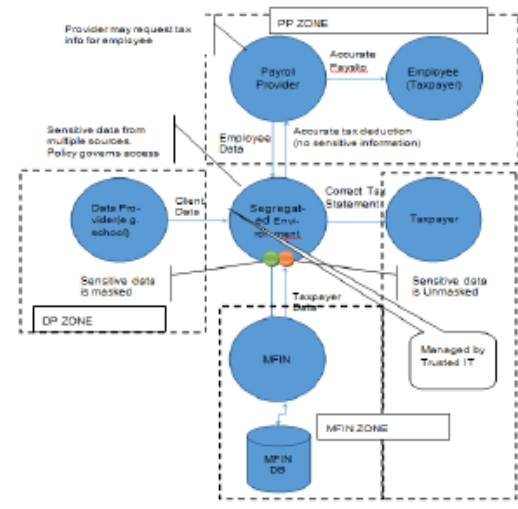 PP ZONE
Provider may request tax
info for employee
Payroll
Provider
Accurate
Payslip
Employee
(Taxpayer)
Sensitive data from
multiple sources.
Policy governs access
Employee
Data
Accurate tax deduction
(no sensitive information)
Data Pro-
vider(e.g.
school)
Client
Data
Segregat-
ed Envi-
ronment
Correct Tax
Statement
Taxpayer
Sensitive data
is masked
Sensitive data
is Unmasked
DP ZONE
Taxpayer
Data
Managed by
Trusted IT
MFIN
MFIN ZONE
MFIN
DB